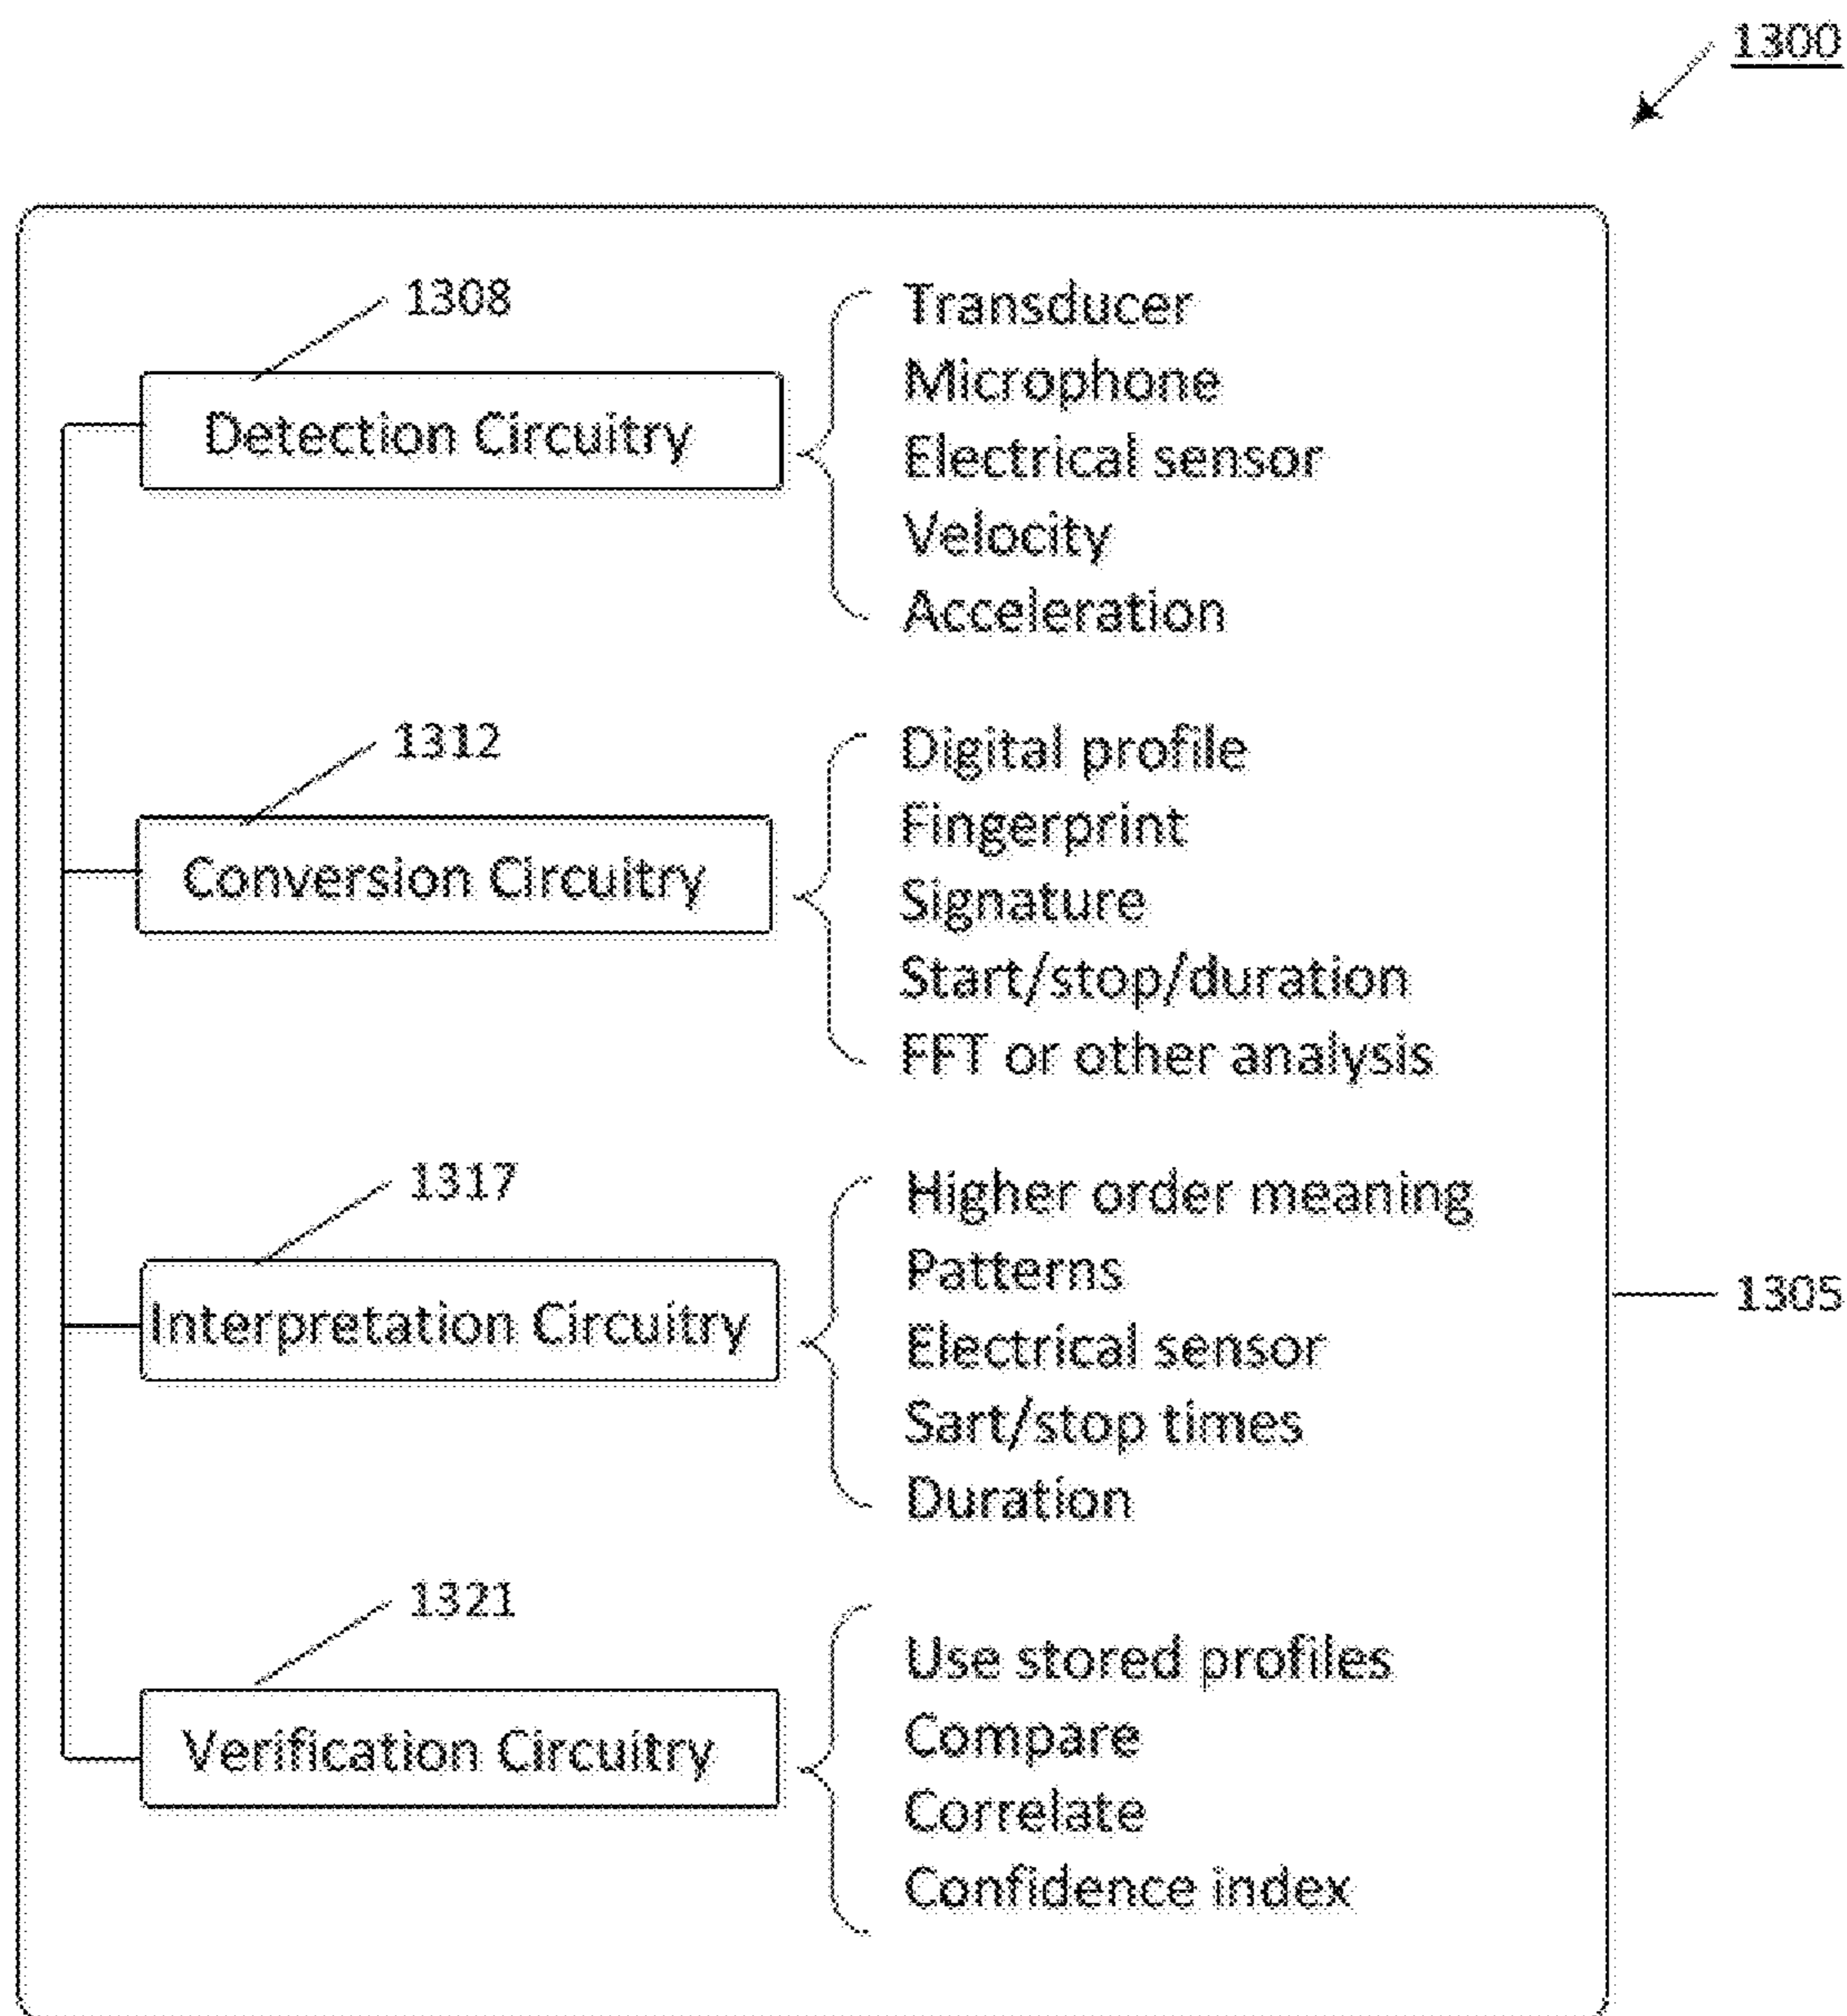 1300
1308
Detection Circuitry
Transducer
Microphone
Electrical sensor
Velocity
Acceleration
1312
Conversion Circuitry
Digital profile
Fingerprint
Signature
Start/stop/duration
FFT or other analysis
1317
Interpretation Circuitry
Higher order meaning
Patterns
Electrical sensor
Sart/stop times
Duration
1305
1321
Verification Circuitry
Use stored profiles
Compare
Correlate
Confidence index